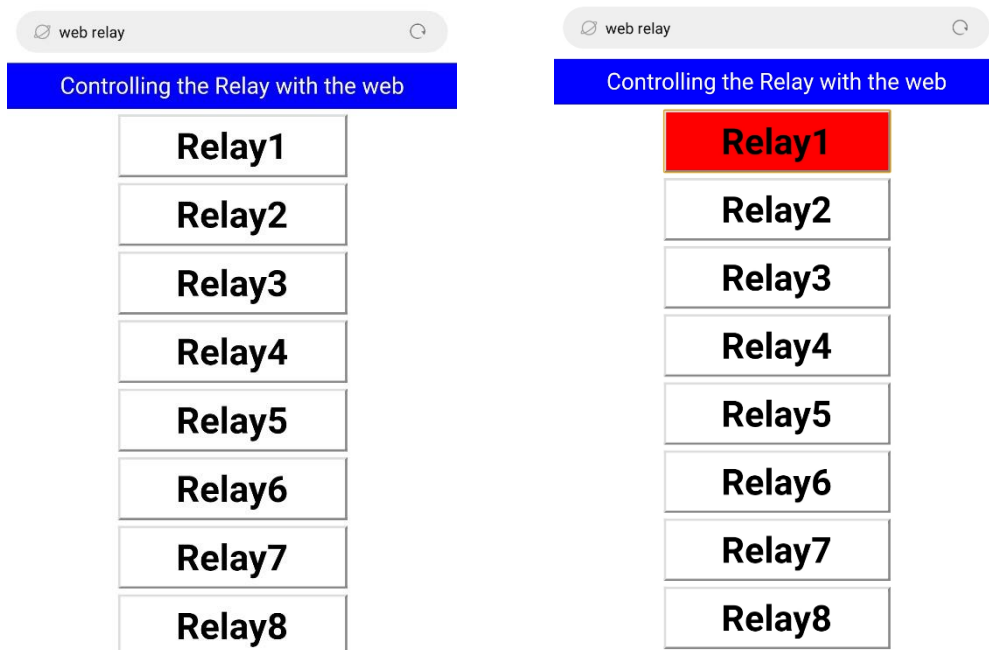 web relay
Controlling the Relay with the web
Relay1
Relay2
Relay3
Relay4
Relay5
Relay6
Relay7
Relay8
web relay
Controlling the Relay with the web
Relay1
Relay2
Relay3
Relay4
Relay5
Relay6
Relay7
Relay8